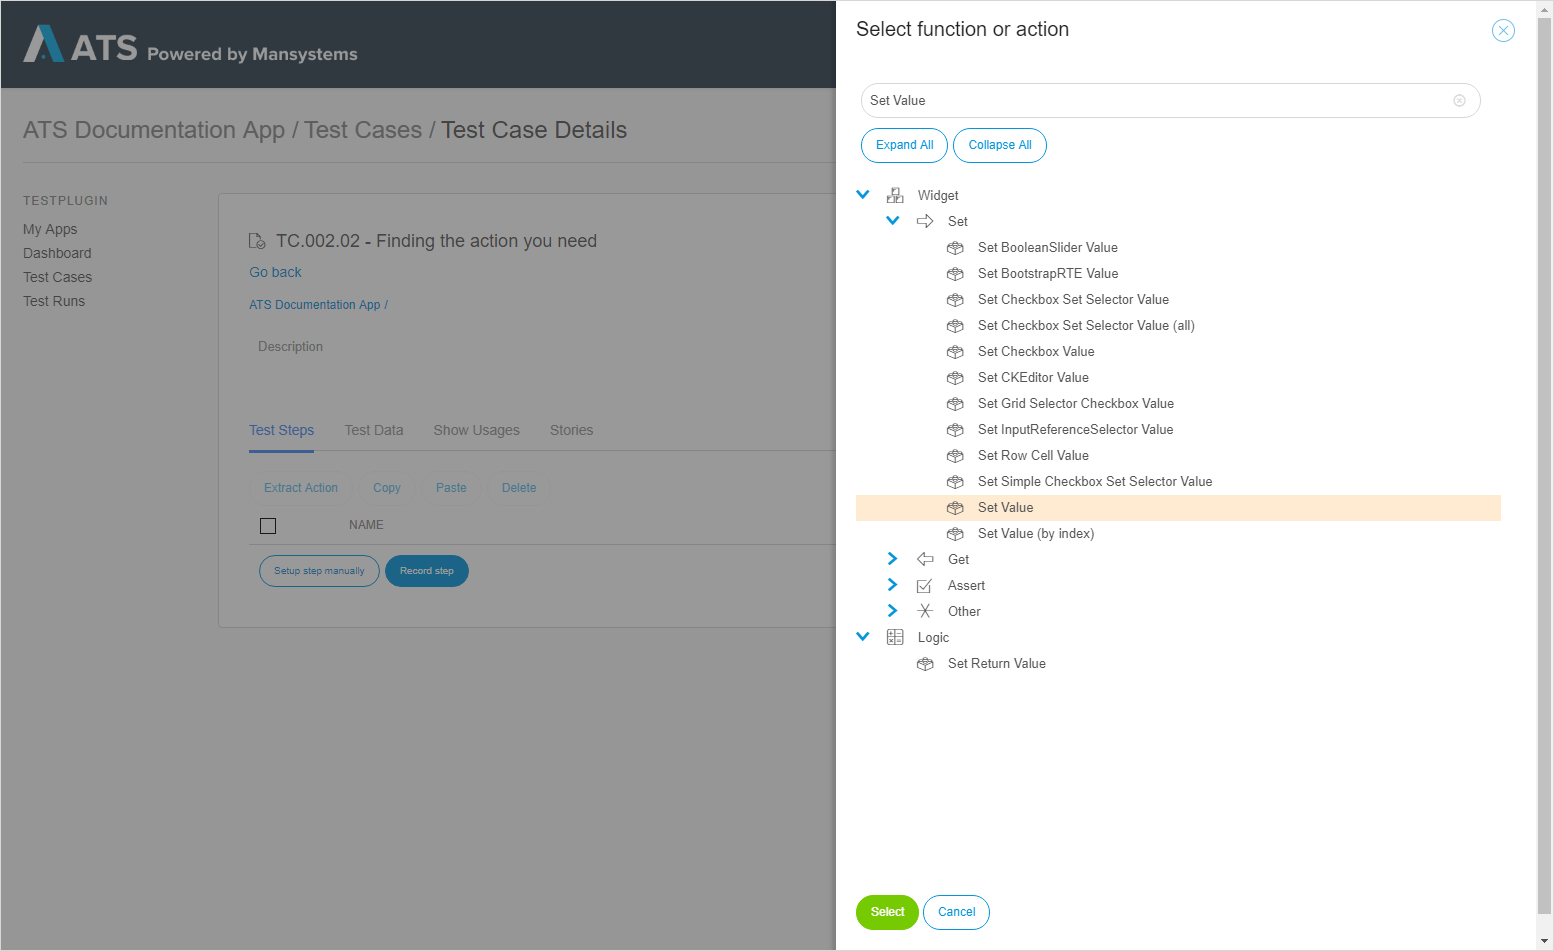 ATS Powered by Mansystems
ATS Documentation App / Test Cases / Test Case Details
TESTPLUGIN
My Apps
Dashboard
Test Cases
Test Runs
TC.002.02 - Finding the action you need
Go back
ATS Documentation App /
Description
Test Steps Test Data Show Usages Stories
Extract Action Copy Paste Delete
NAME
Setup step manually Record step
Select function or action
Set Value
Expand All Collapse All
Widget
Set
Set BooleanSlider Value
Set BootstrapRTE Value
Set Checkbox Set Selector Value
Set Checkbox Set Selector Value (all)
Set Checkbox Value
Set CKEditor Value
Set Grid Selector Checkbox Value
Set InputReferenceSelector Value
Set Row Cell Value
Set Simple Checkbox Set Selector Value
Set Value
Set Value (by index)
Get
Assert
Other
Logic
Set Return Value
Select Cancel